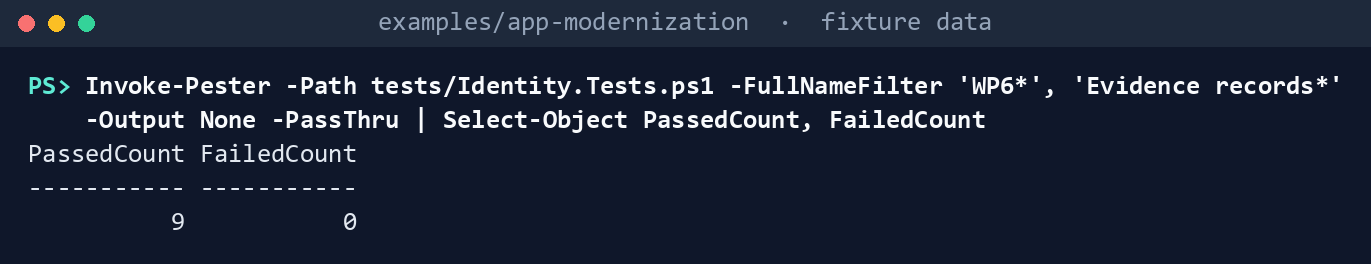 examples/app-modernization · fixture data
PS> Invoke-Pester -Path tests/Identity.Tests.ps1 -FullNameFilter 'WP6*', 'Evidence records*'
-Output None -PassThru | Select-Object PassedCount, FailedCount
PassedCount FailedCount
----------- -----------
9 0